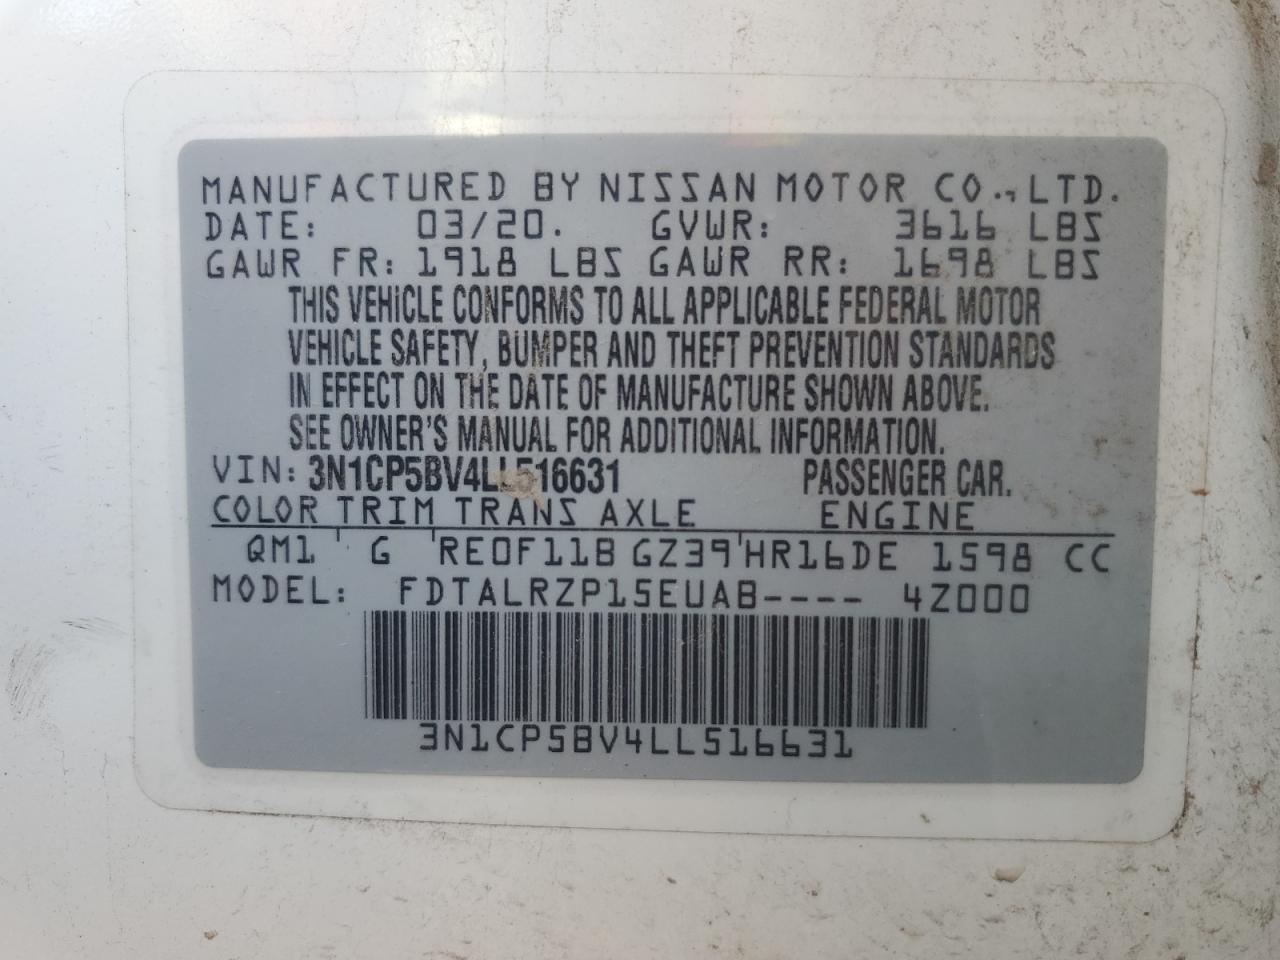 MANUFACTURED BY NISSAN MOTOR CO., LTD.
DATE: 03/20. GVWR: 3616 LBS
GAWR FR: 1918 LBS GAWR RR: 1698 LBS
THIS VEHICLE CONFORMS TO ALL APPLICABLE FEDERAL MOTOR
VEHICLE SAFETY, BUMPER AND THEFT PREVENTION STANDARDS
IN EFFECT ON THE DATE OF MANUFACTURE SHOWN ABOVE.
SEE OWNER'S MANUAL FOR ADDITIONAL INFORMATION.
VIN: 3N1CP5BV4LL516631 PASSENGER CAR.
COLOR TRIM TRANS AXLE ENGINE
QM1 ' G 'RE0F11B GZ39'HR16DE 1598 CC
MODEL: FDTALRZP15EUAB---- 4Z000
3N1CP5BV4LL516631